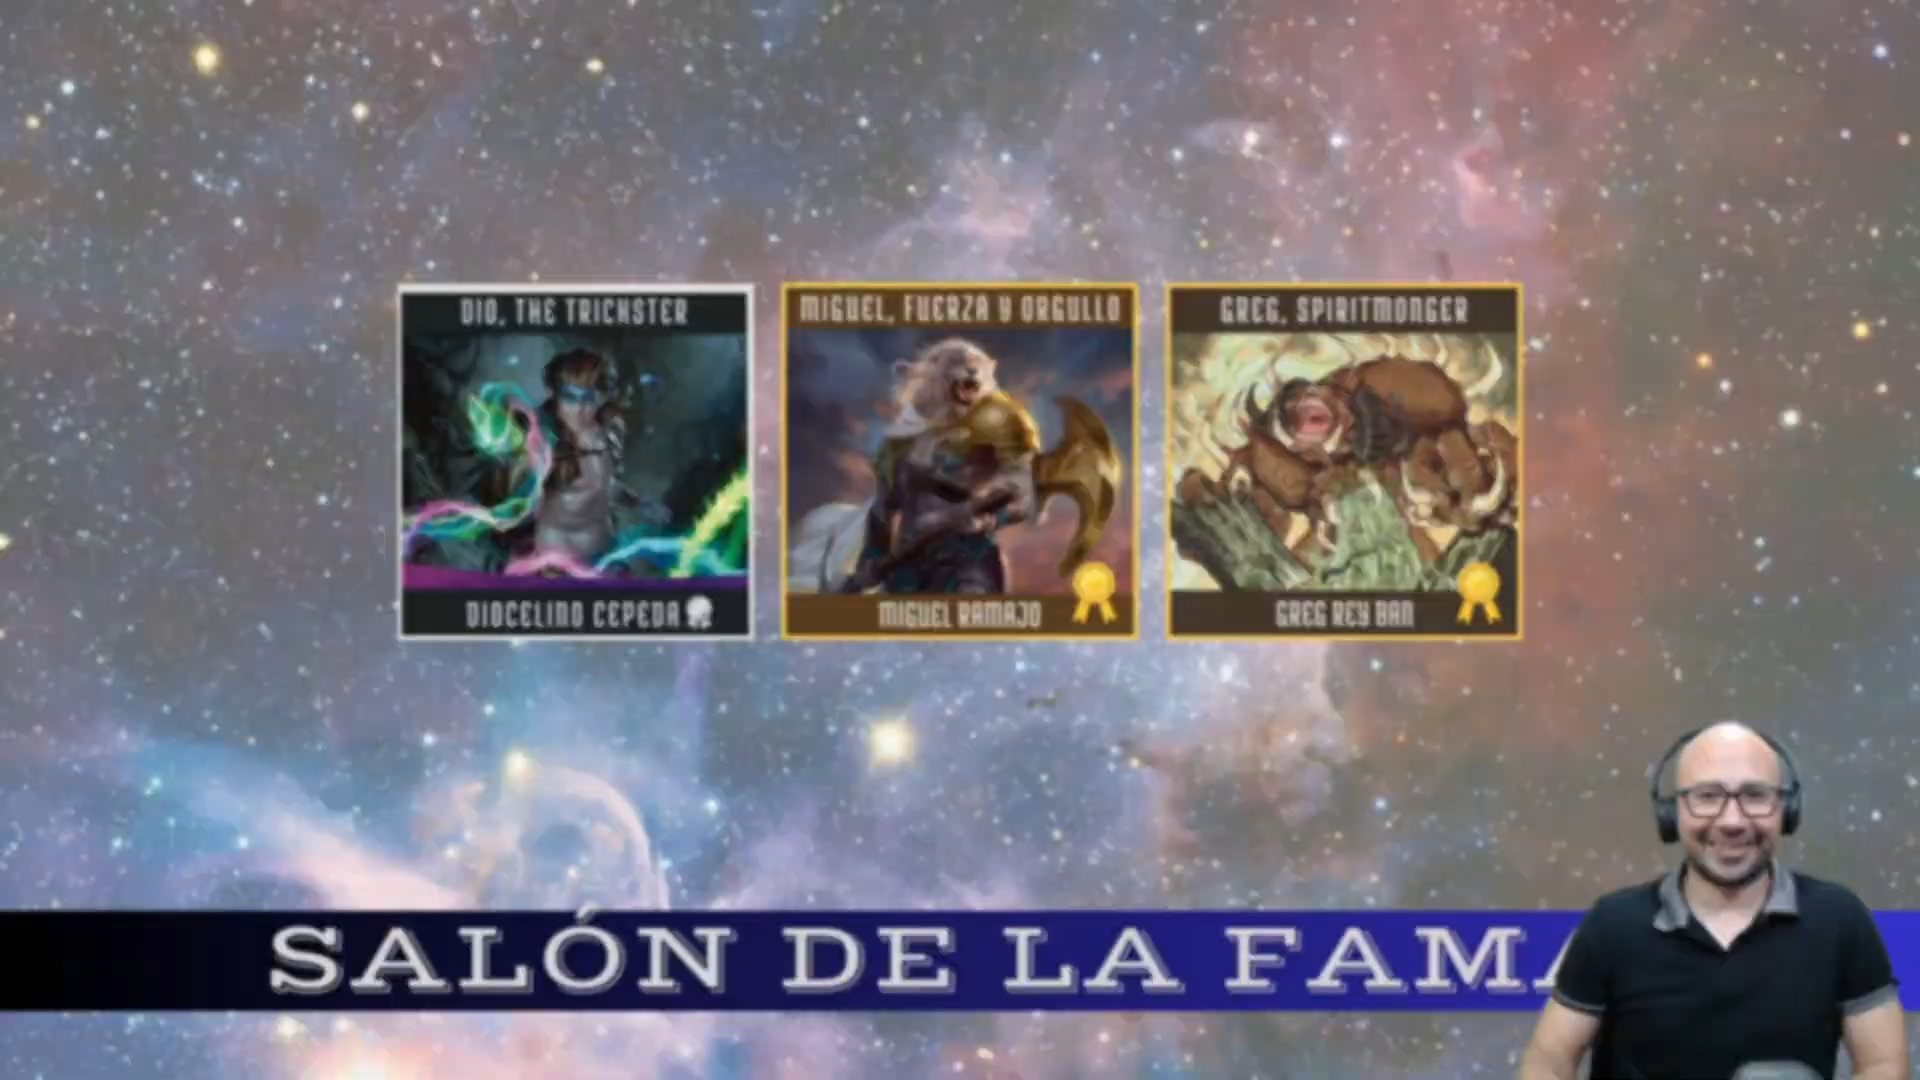 DIO, THE TRICKSTER
MIGUEL, FUERZA Y ORGULLO
GREG, SPIRITMONGER
DIOCELINO CEPEDA
MIGUEL RAMAJO
GREG REY BAN
SALÓN DE LA FAMA